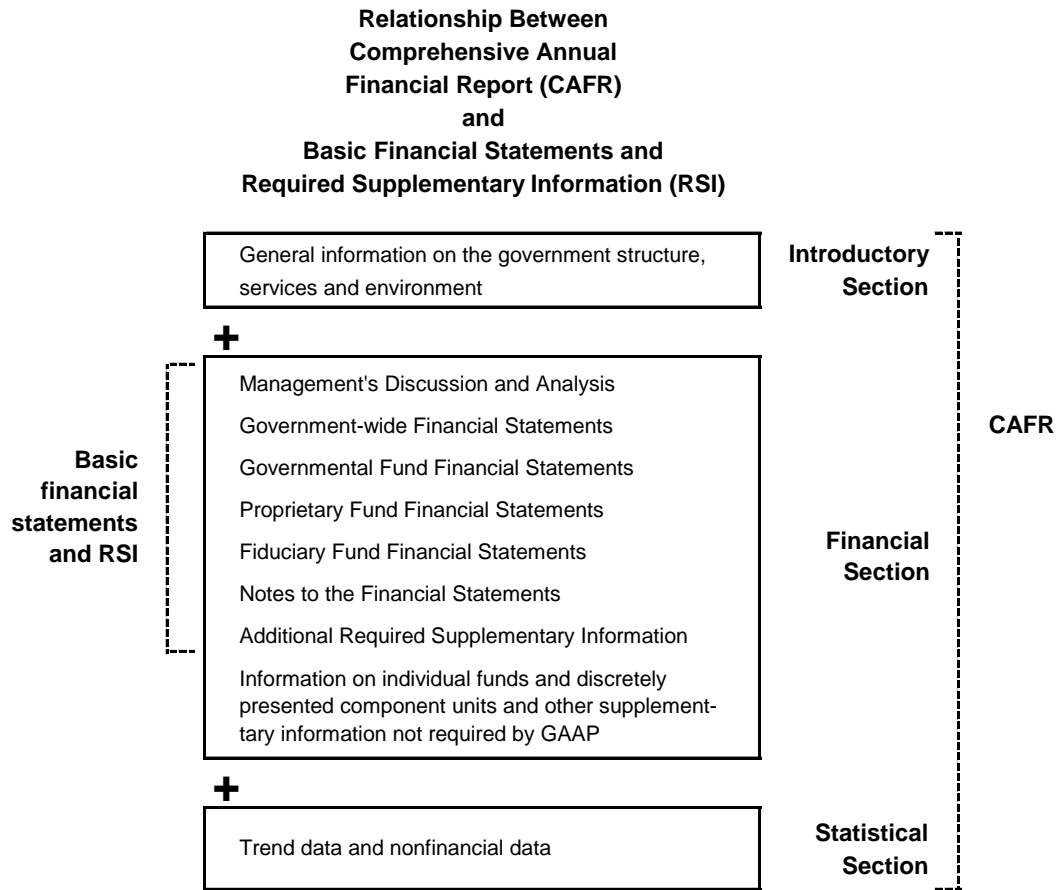 Relationship Between
Comprehensive Annual
Financial Report (CAFR)
and
Basic Financial Statements and
Required Supplementary Information (RSI)
General information on the government structure,
services and environment
Introductory
Section
+
Management's Discussion and Analysis
Government-wide Financial Statements
Governmental Fund Financial Statements
Proprietary Fund Financial Statements
Fiduciary Fund Financial Statements
Notes to the Financial Statements
Additional Required Supplementary Information
Information on individual funds and discretely
presented component units and other supplemen-
tary information not required by GAAP
Basic
financial
statements
and RSI
Financial
Section
CAFR
+
Trend data and nonfinancial data
Statistical
Section